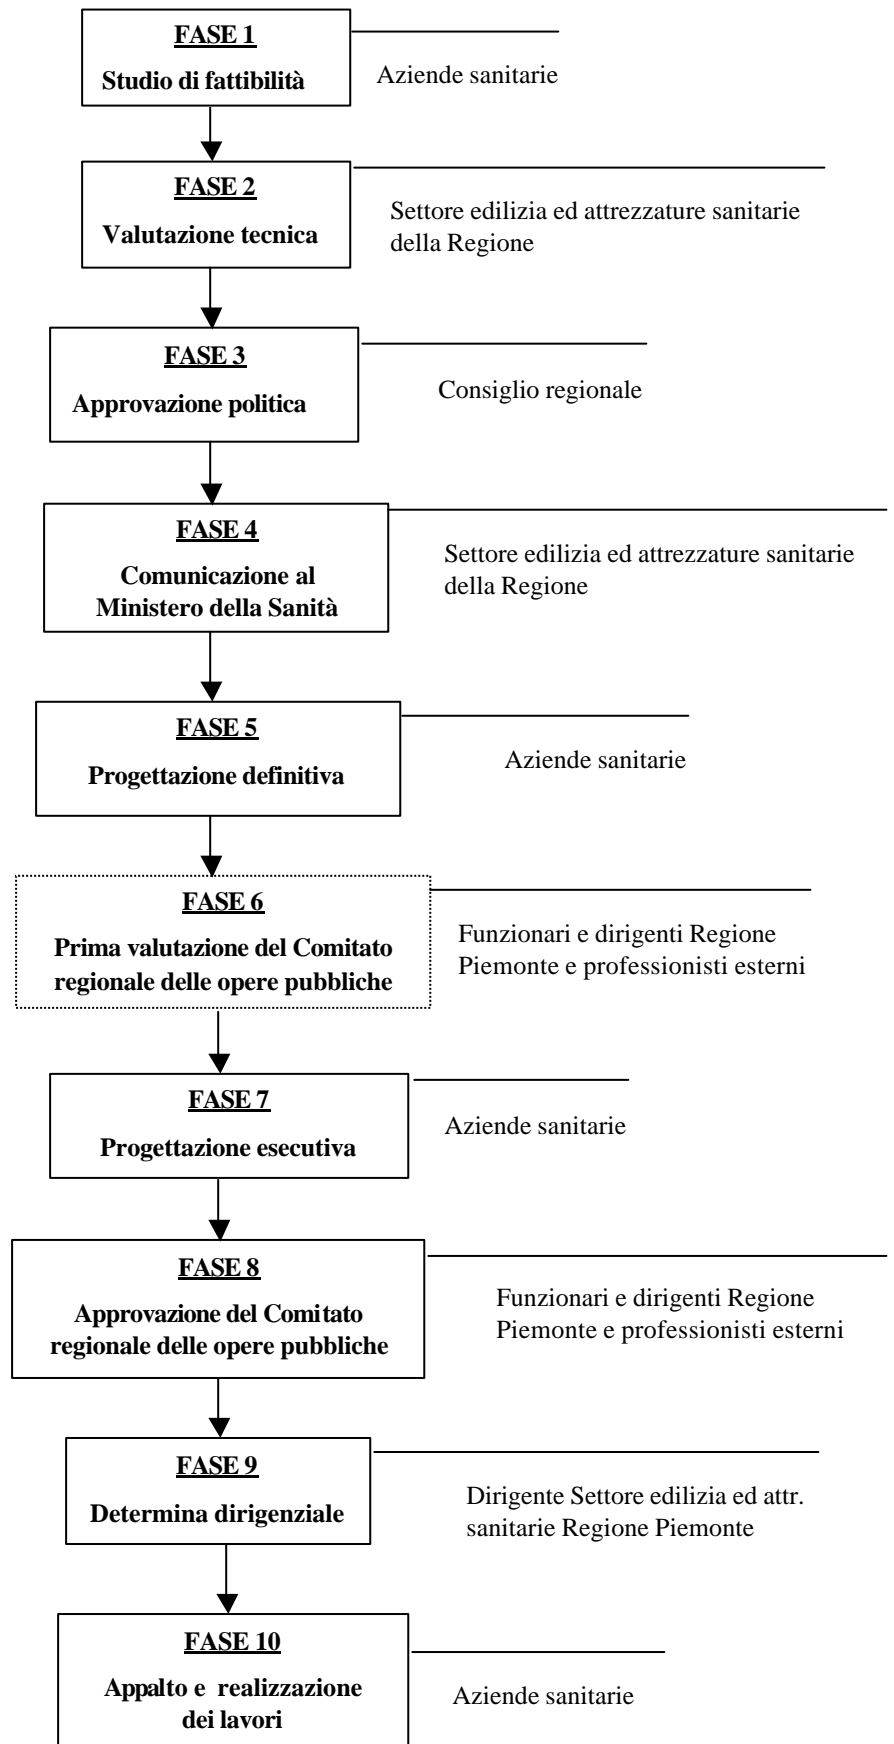 FASE 1
Studio di fattibilità
Aziende sanitarie
FASE 2
Valutazione tecnica
Settore edilizia ed attrezzature sanitarie
della Regione
FASE 3
Approvazione politica
Consiglio regionale
FASE 4
Comunicazione al
Ministero della Sanità
Settore edilizia ed attrezzature sanitarie
della Regione
FASE 5
Progettazione definitiva
Aziende sanitarie
FASE 6
Prima valutazione del Comitato
regionale delle opere pubbliche
Funzionari e dirigenti Regione
Piemonte e professionisti esterni
FASE 7
Progettazione esecutiva
Aziende sanitarie
FASE 8
Approvazione del Comitato
regionale delle opere pubbliche
Funzionari e dirigenti Regione
Piemonte e professionisti esterni
FASE 9
Determina dirigenziale
Dirigente Settore edilizia ed attr.
sanitarie Regione Piemonte
FASE 10
Appalto e realizzazione
dei lavori
Aziende sanitarie